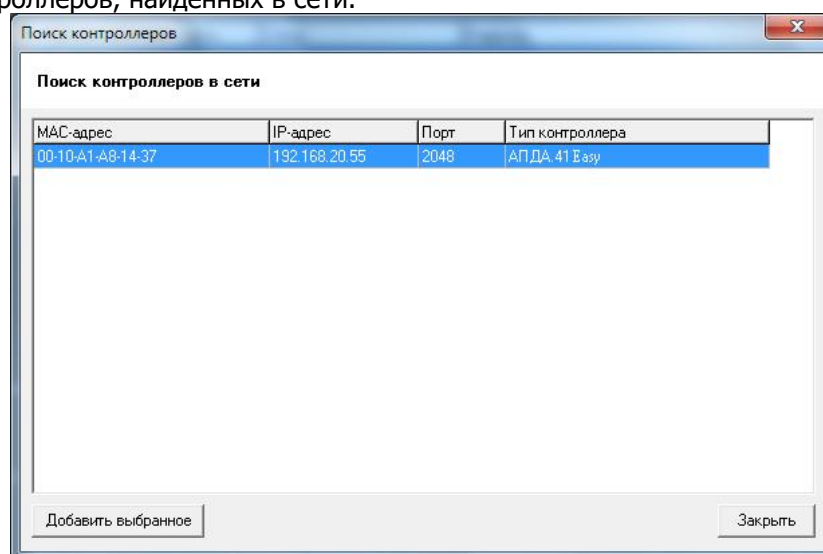 роллеров, найденных в сети.
Поиск контроллеров
Поиск контроллеров в сети
MAC-адрес IP-адрес Порт Тип контроллера
00-10-A1-A8-14-37 192.168.20.55 2048 АПДА.41 Easy
Добавить выбранное Закрыть